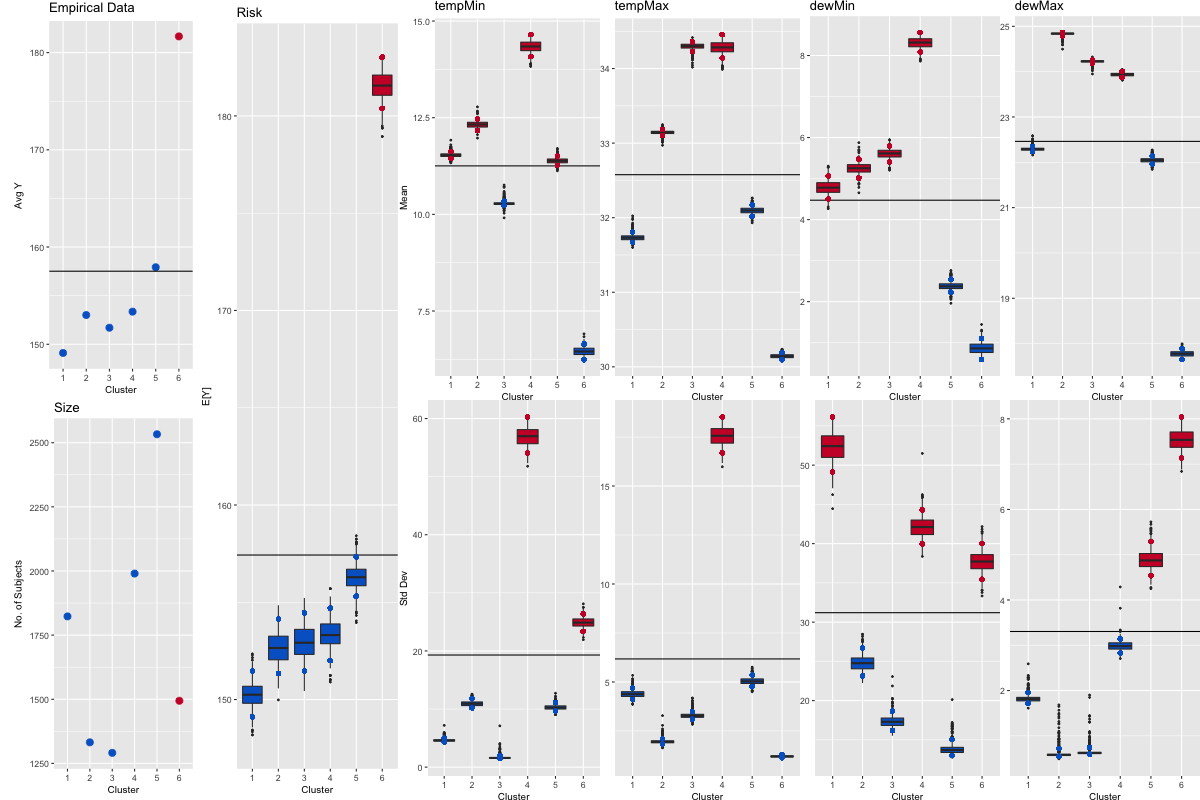 Empirical Data
Avg Y
180
170
160
150
1 2 3 4 5 6
Cluster
Size
No. of Subjects
2500
2250
2000
1750
1500
1250
1 2 3 4 5 6
Cluster
Risk
E[Y]
180
170
160
150
1 2 3 4 5 6
Cluster
tempMin
Mean
15.0
12.5
10.0
7.5
1 2 3 4 5 6
Cluster
tempMax
34
33
32
31
30
1 2 3 4 5 6
Cluster
dewMin
8
6
4
2
1 2 3 4 5 6
Cluster
dewMax
25
23
21
19
1 2 3 4 5 6
Cluster
Std Dev
60
40
20
0
1 2 3 4 5 6
Cluster
15
10
5
1 2 3 4 5 6
Cluster
50
40
30
20
1 2 3 4 5 6
Cluster
8
6
4
2
1 2 3 4 5 6
Cluster